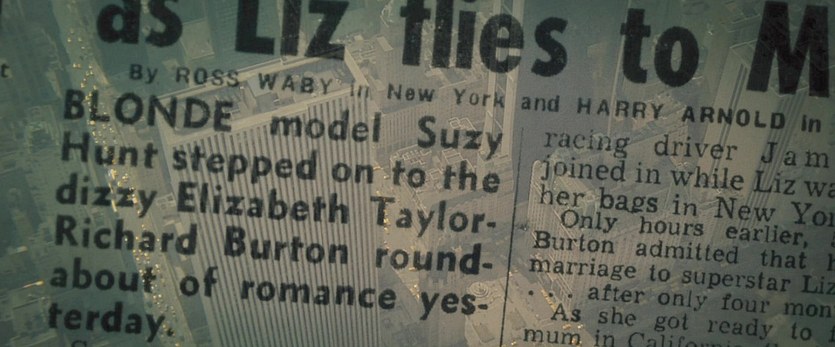 as Liz flies to M
By ROSS WABY in New York and HARRY ARNOLD in
BLONDE model Suzy
Hunt stepped on to the
dizzy Elizabeth Taylor-
Richard Burton round-
about of romance yes-
terday.
racing driver Jam
joined in while Liz wa
her bags in New Yor
Only hours earlier,
Burton admitted that h
marriage to superstar Liz
. . . after only four mon
As she got ready to
mum in California